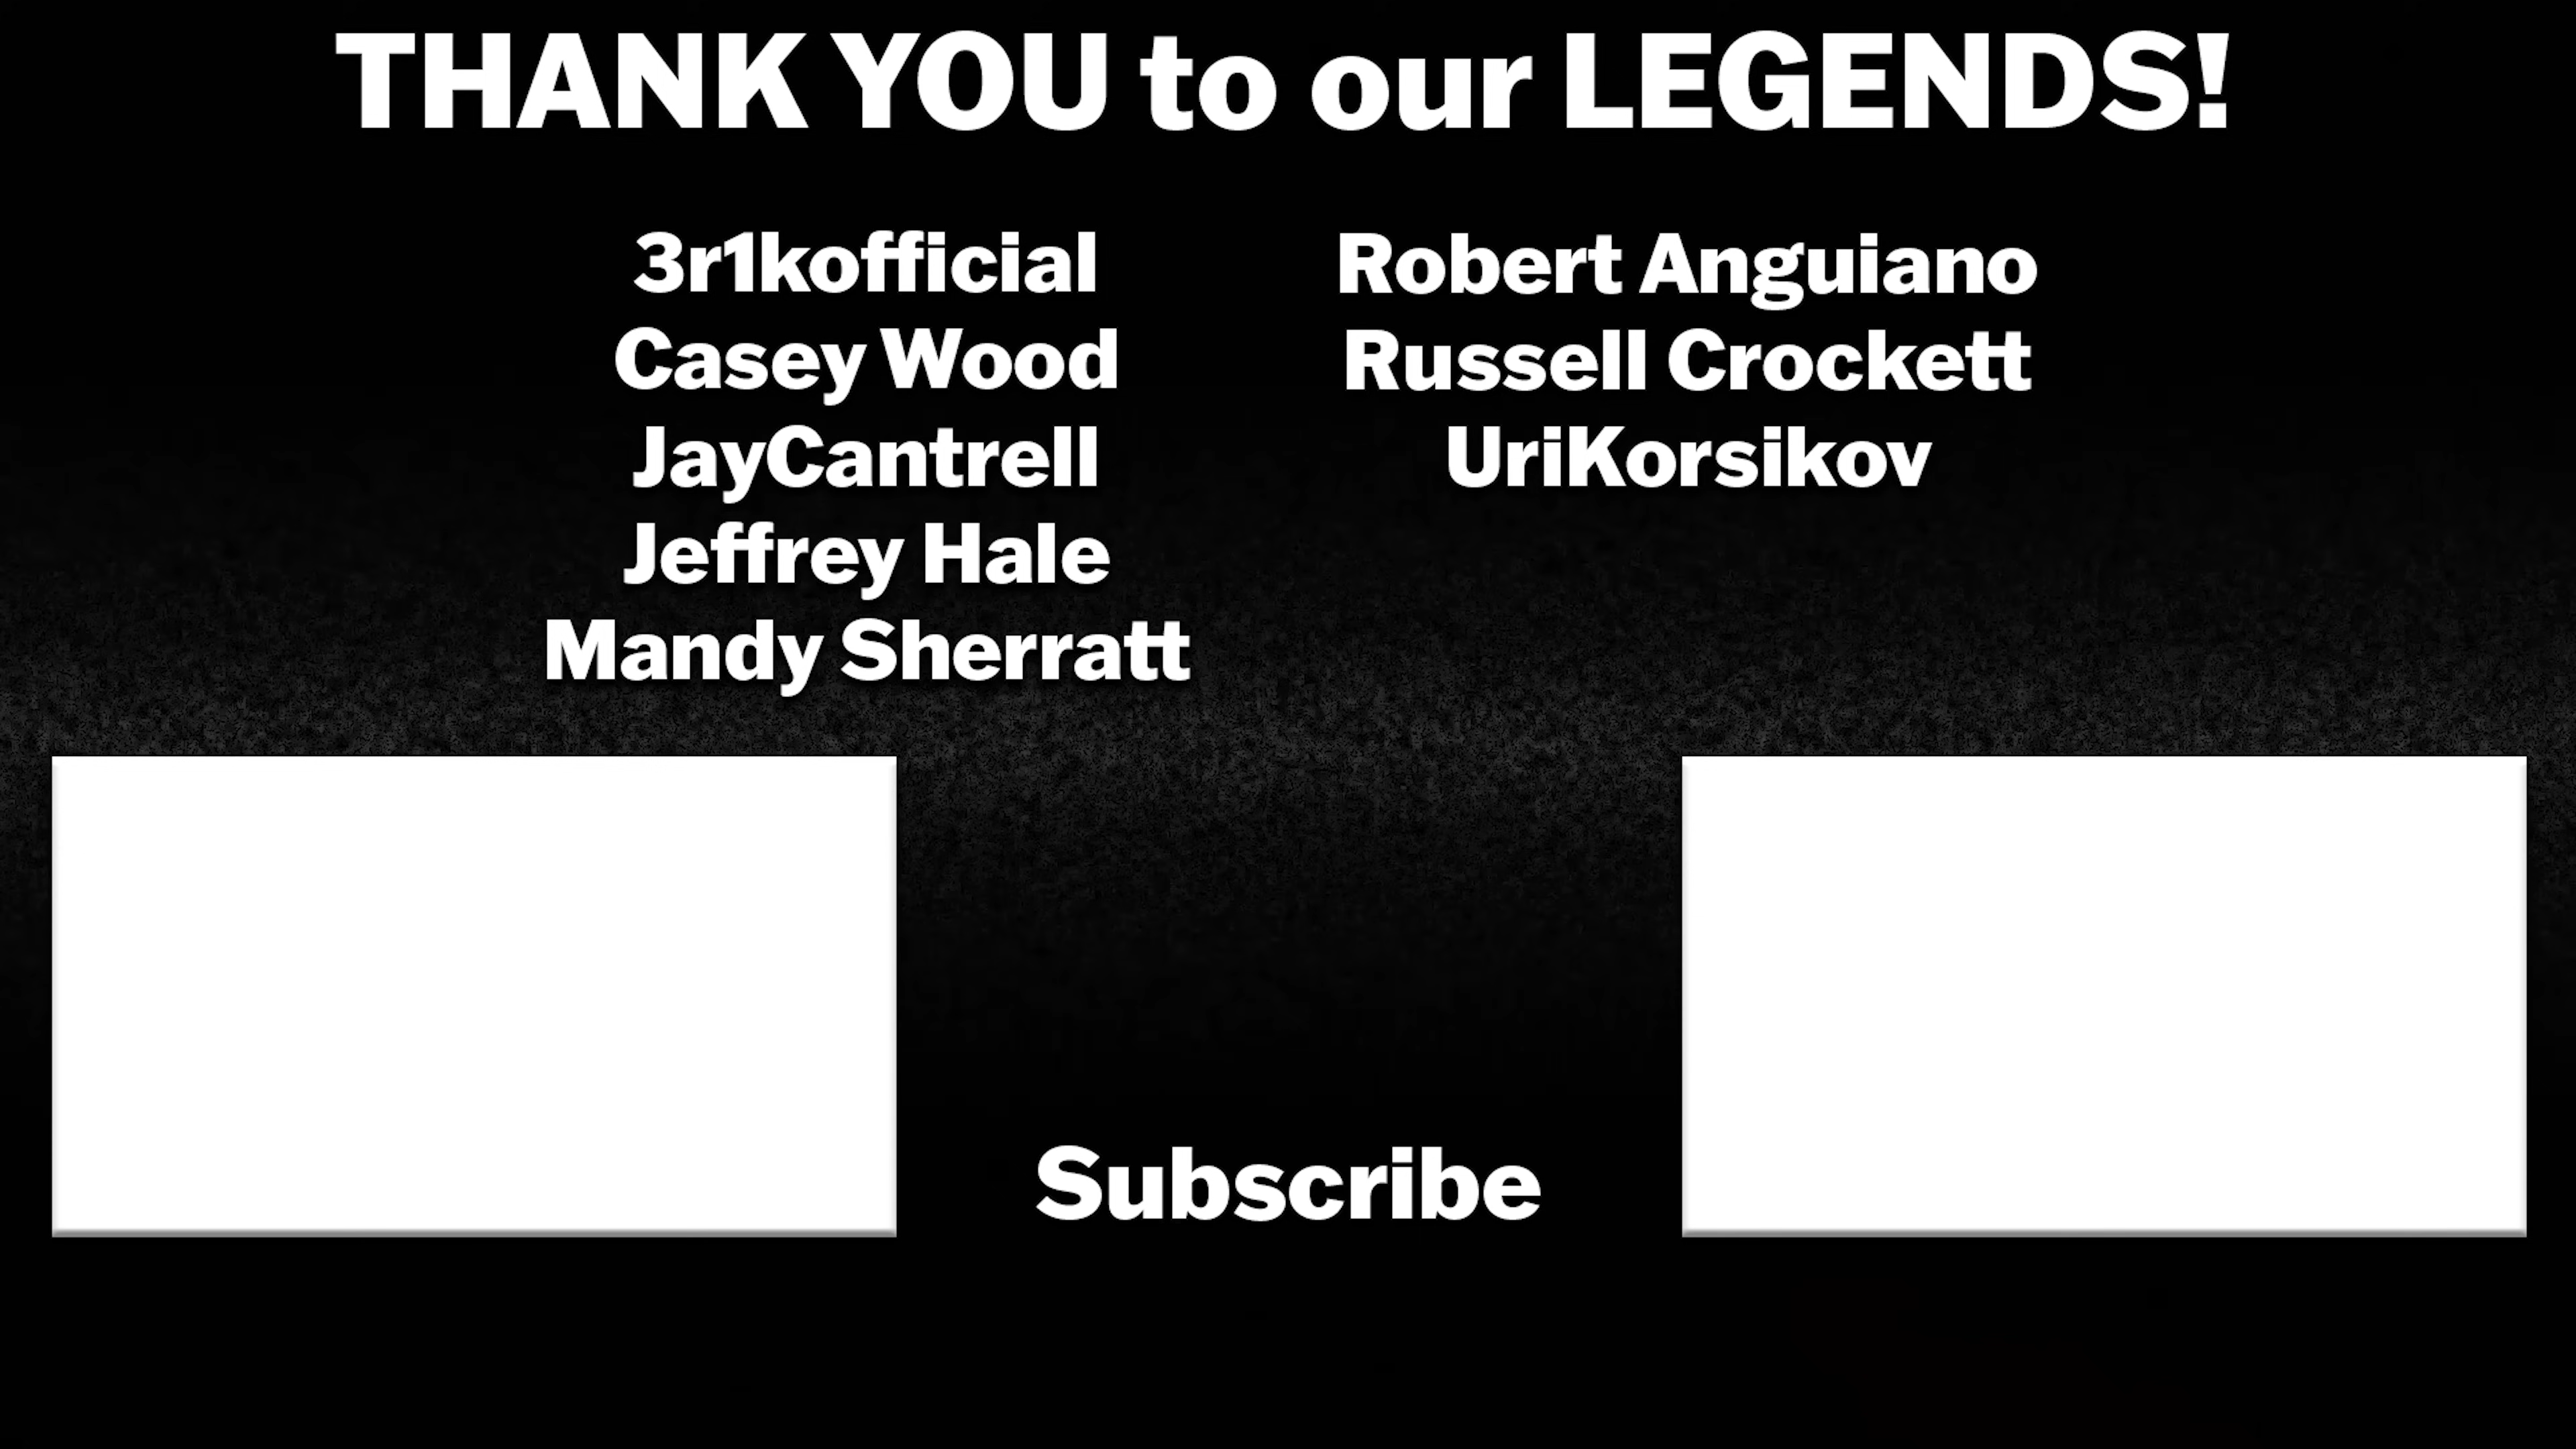 THANK YOU to our LEGENDS!
3r1kofficial
Casey Wood
JayCantrell
Jeffrey Hale
Mandy Sherratt
Robert Anguiano
Russell Crockett
UriKorsikov
Subscribe